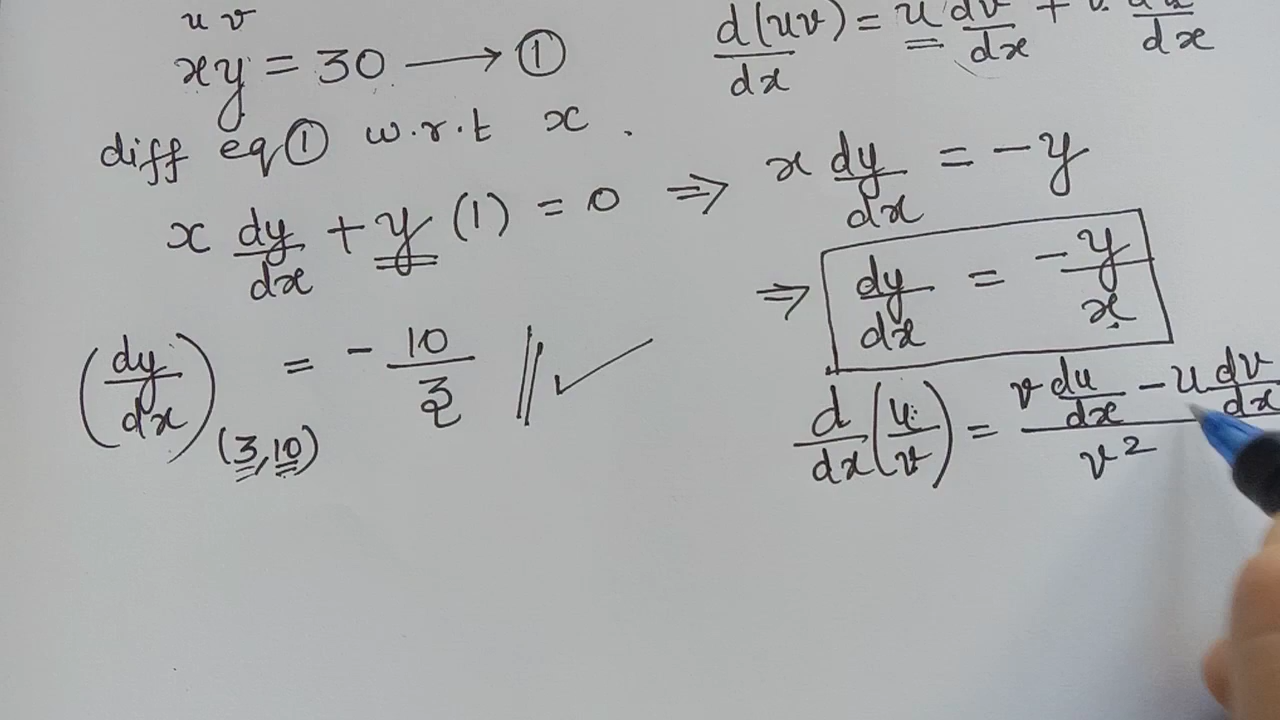 u v
xy = 30 ⟶ ①
diff eq ① w.r.t x .
x dy/dx + y (1) = 0 ⇒
(dy/dx)(3,10) = - 10/3 //✓
d(uv)/dx = u dv/dx + v du/dx
x dy/dx = -y
⇒ dy/dx = -y/x
d/dx (u/v) = (v du/dx - u dv/dx)/v²